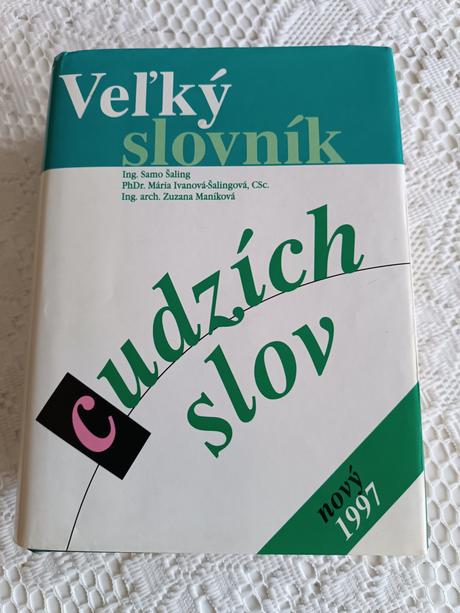 Veľký
slovník
Ing. Samo Šaling
PhDr. Mária Ivanová-Šalingová, CSc.
Ing. arch. Zuzana Maníková
cudzích
slov
nový
1997